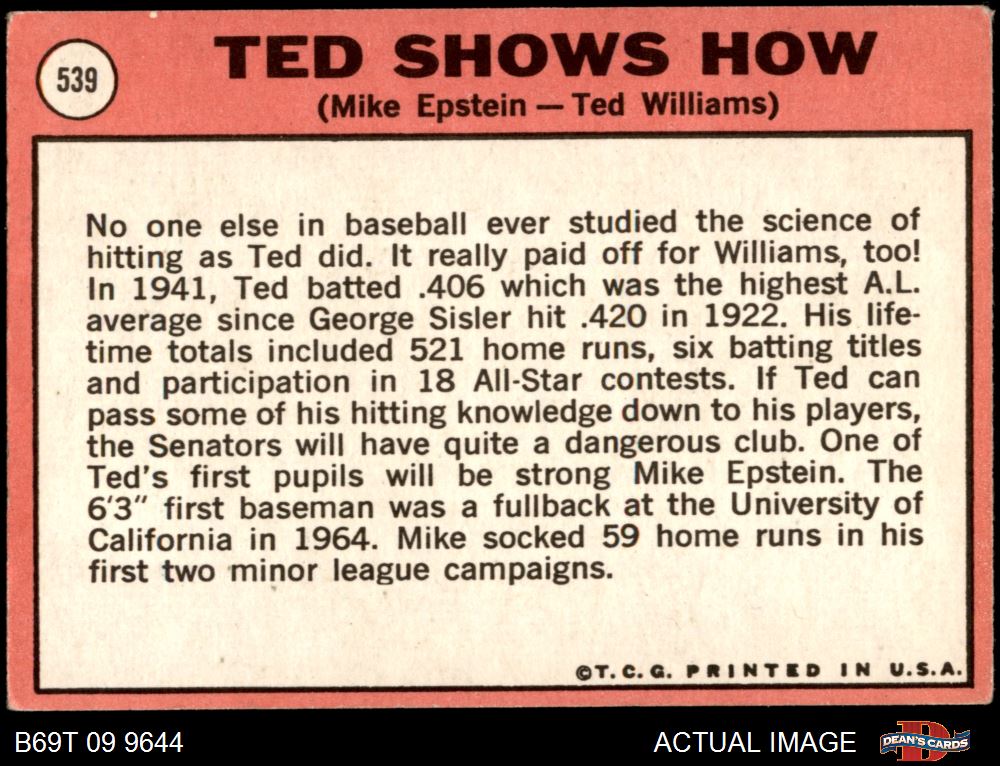 539
TED SHOWS HOW
(Mike Epstein — Ted Williams)
No one else in baseball ever studied the science of
hitting as Ted did. It really paid off for Williams, too!
In 1941, Ted batted .406 which was the highest A.L.
average since George Sisler hit .420 in 1922. His life-
time totals included 521 home runs, six batting titles
and participation in 18 All-Star contests. If Ted can
pass some of his hitting knowledge down to his players,
the Senators will have quite a dangerous club. One of
Ted's first pupils will be strong Mike Epstein. The
6'3" first baseman was a fullback at the University of
California in 1964. Mike socked 59 home runs in his
first two minor league campaigns.
©T.C.G. PRINTED IN U.S.A.
B69T 09 9644
ACTUAL IMAGE
D
DEAN'S CARDS